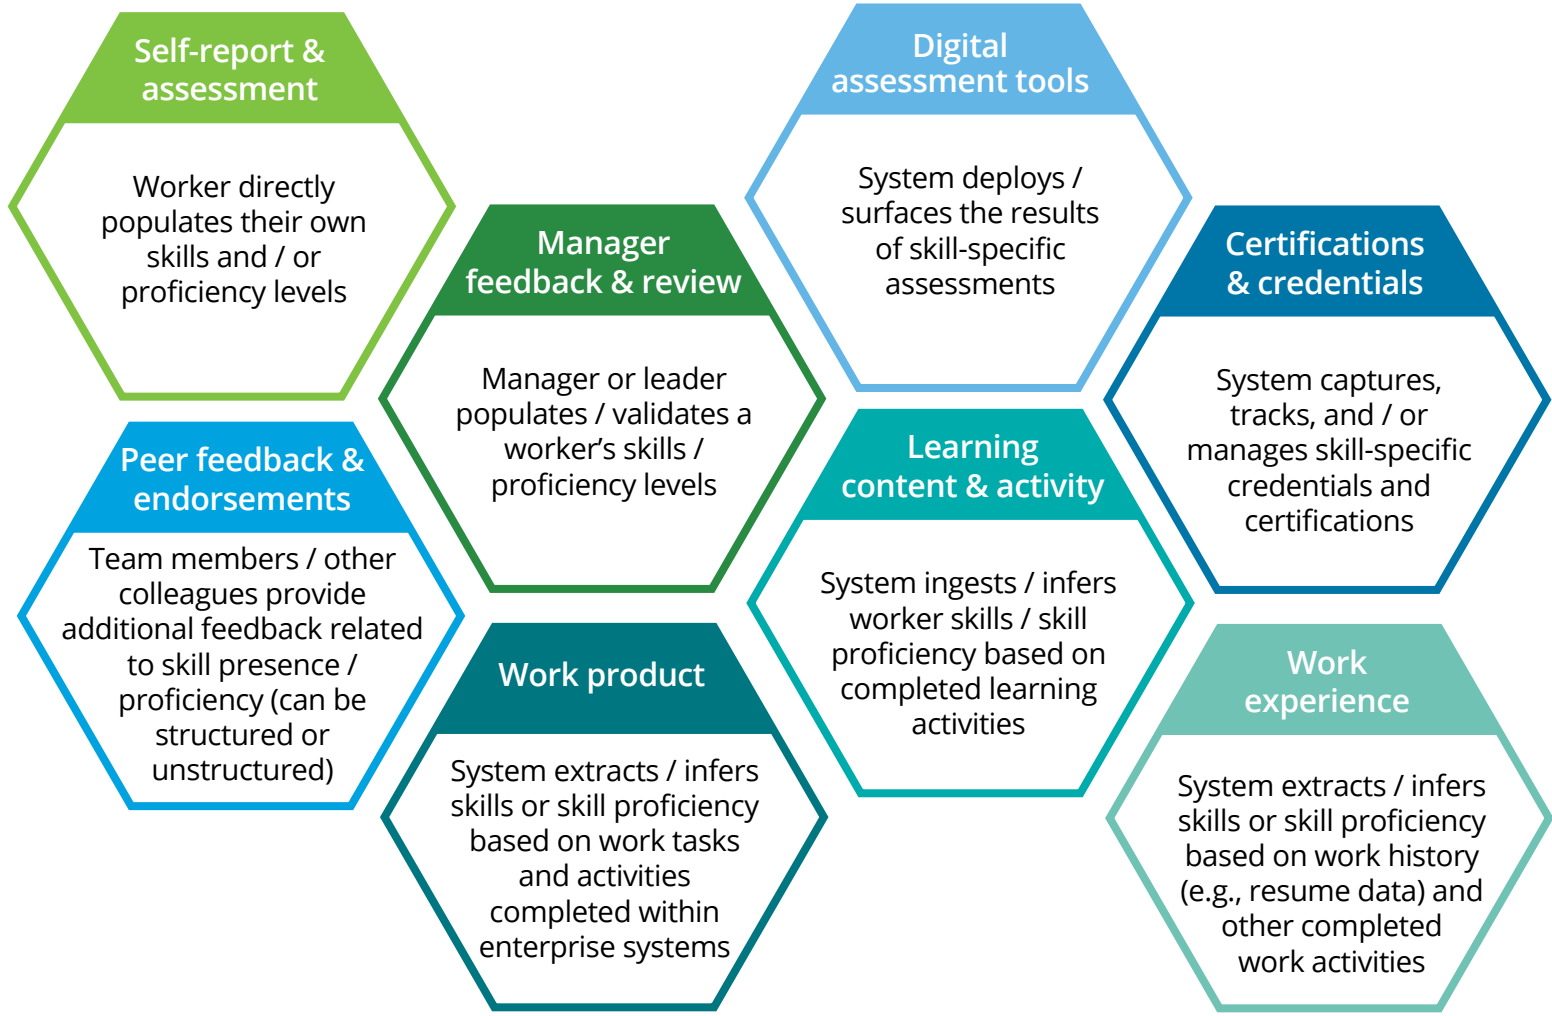 Self-report &
assessment
Worker directly
populates their own
skills and / or
proficiency levels
Manager
feedback & review
Manager or leader
populates / validates a
worker’s skills /
proficiency levels
Digital
assessment tools
System deploys /
surfaces the results
of skill-specific
assessments
Certifications
& credentials
System captures,
tracks, and / or
manages skill-specific
credentials and
certifications
Peer feedback &
endorsements
Team members / other
colleagues provide
additional feedback related
to skill presence /
proficiency (can be
structured or
unstructured)
Work product
System extracts / infers
skills or skill proficiency
based on work tasks
and activities
completed within
enterprise systems
Learning
content & activity
System ingests / infers
worker skills / skill
proficiency based on
completed learning
activities
Work
experience
System extracts / infers
skills or skill proficiency
based on work history
(e.g., resume data) and
other completed
work activities